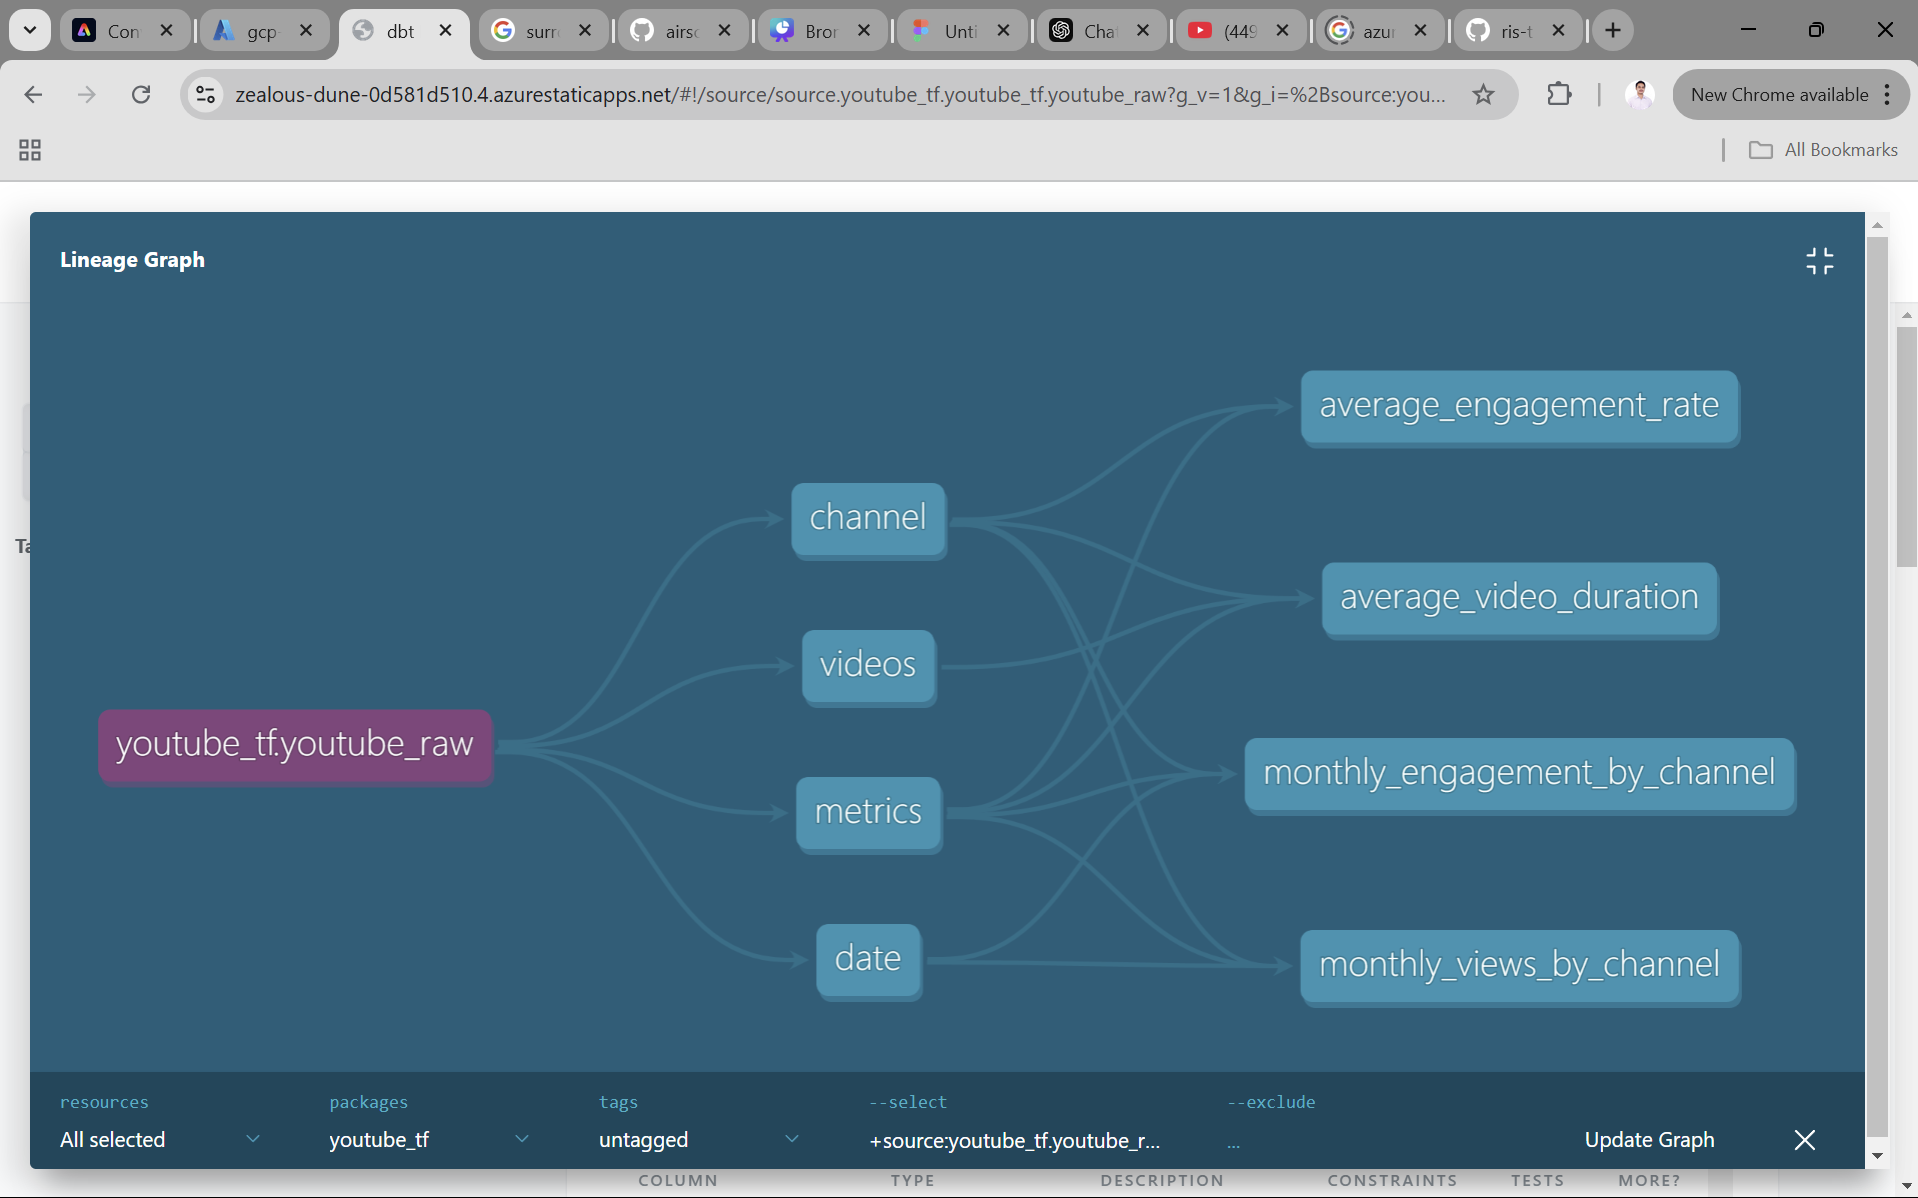 Con
gcp-
dbt
surr
airsc
Bror
Unti
Cha
(449
azur
ris-t
zealous-dune-0d581d510.4.azurestaticapps.net/#!/source/source.youtube_tf.youtube_tf.youtube_raw?g_v=1&g_i=%2Bsource:you...
New Chrome available
All Bookmarks
Lineage Graph
average_engagement_rate
channel
average_video_duration
videos
youtube_tf.youtube_raw
monthly_engagement_by_channel
metrics
date
monthly_views_by_channel
Ta
resources packages tags --select --exclude
All selected youtube_tf untagged +source:youtube_tf.youtube_r... ... Update Graph
COLUMN TYPE DESCRIPTION CONSTRAINTS TESTS MORE?